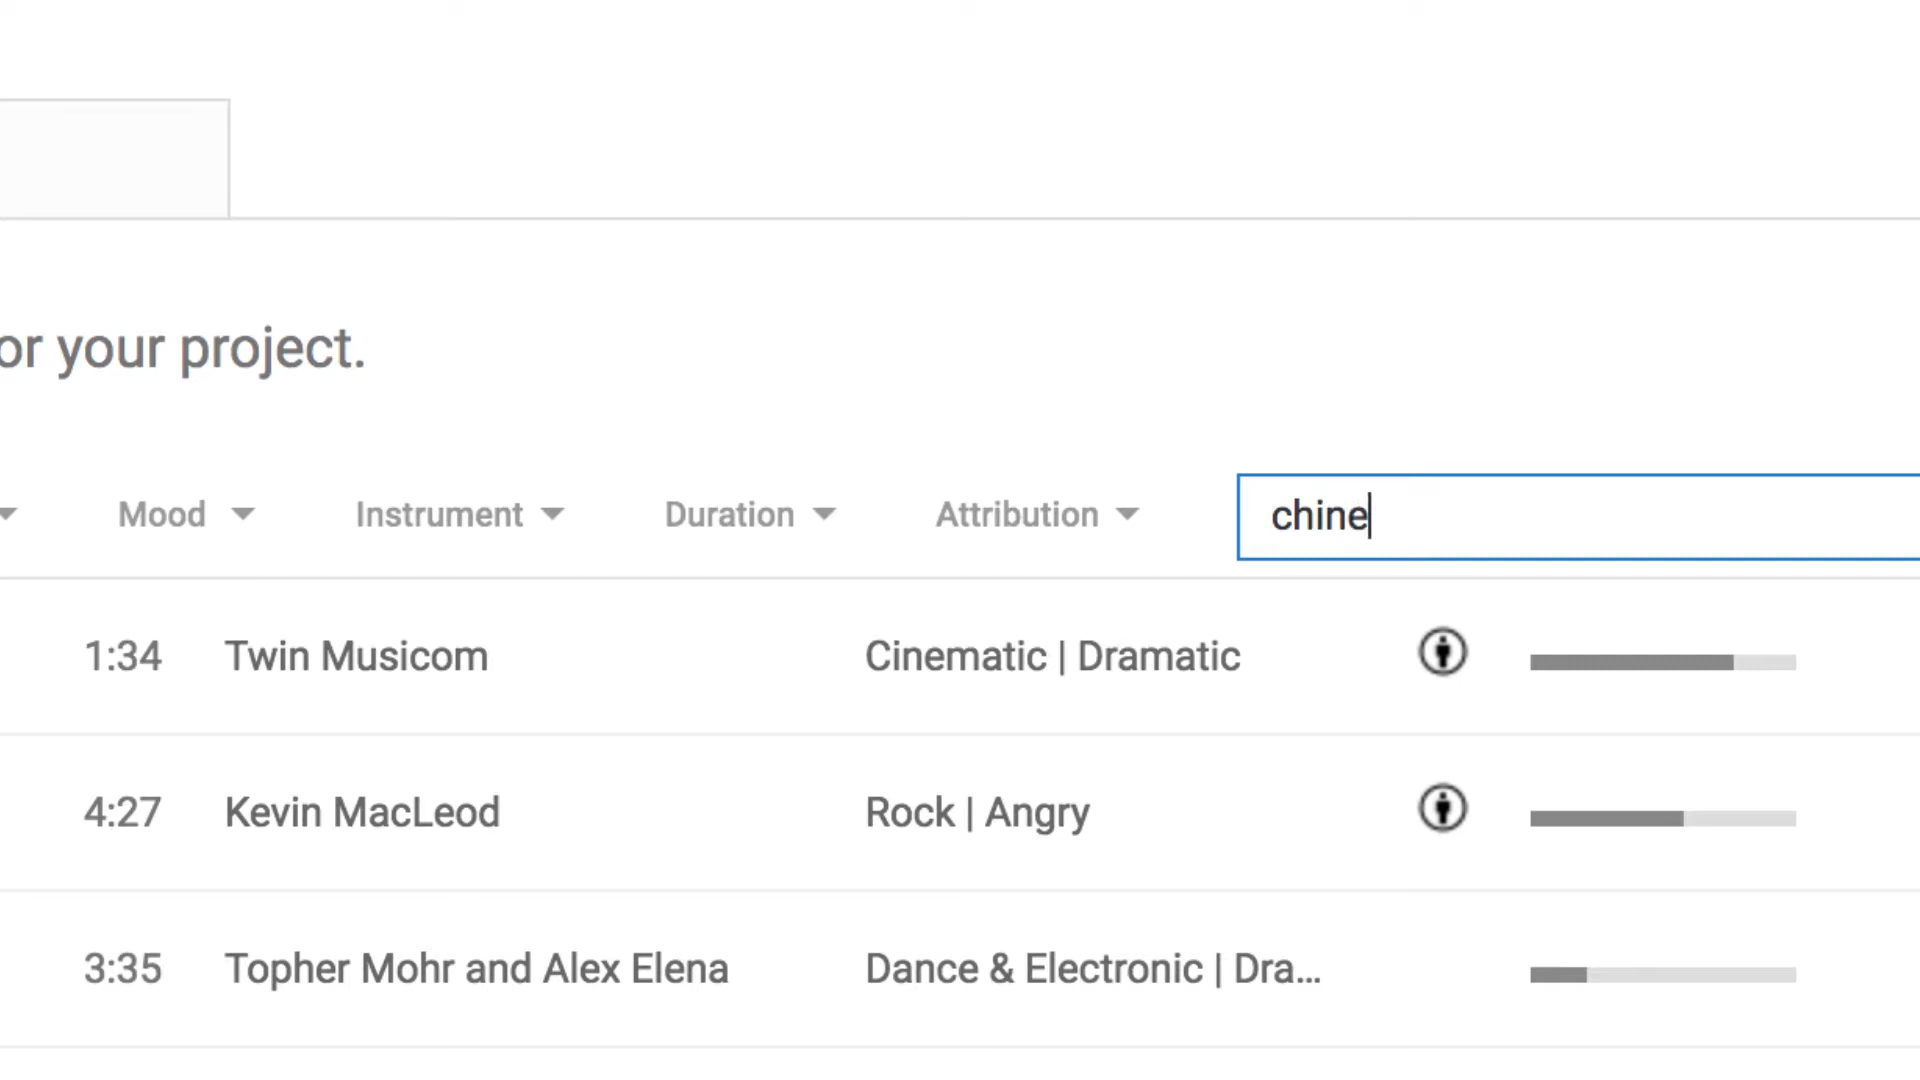 or your project.
Mood Instrument Duration Attribution chine
1:34 Twin Musicom Cinematic | Dramatic
4:27 Kevin MacLeod Rock | Angry
3:35 Topher Mohr and Alex Elena Dance & Electronic | Dra...